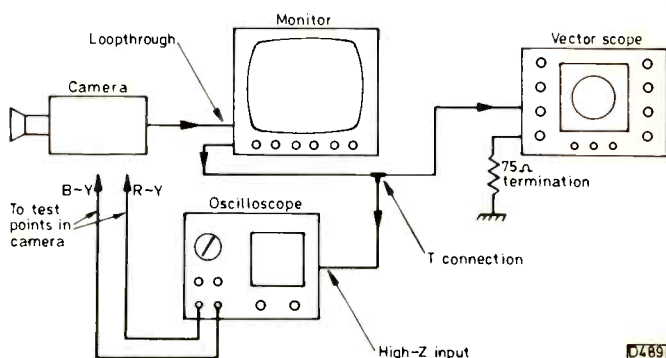 Monitor
Loopthrough
Vector scope
Camera
75Ω
termination
B~Y
R~Y
To test
points in
camera
Oscilloscope
T connection
High-Z input
D489